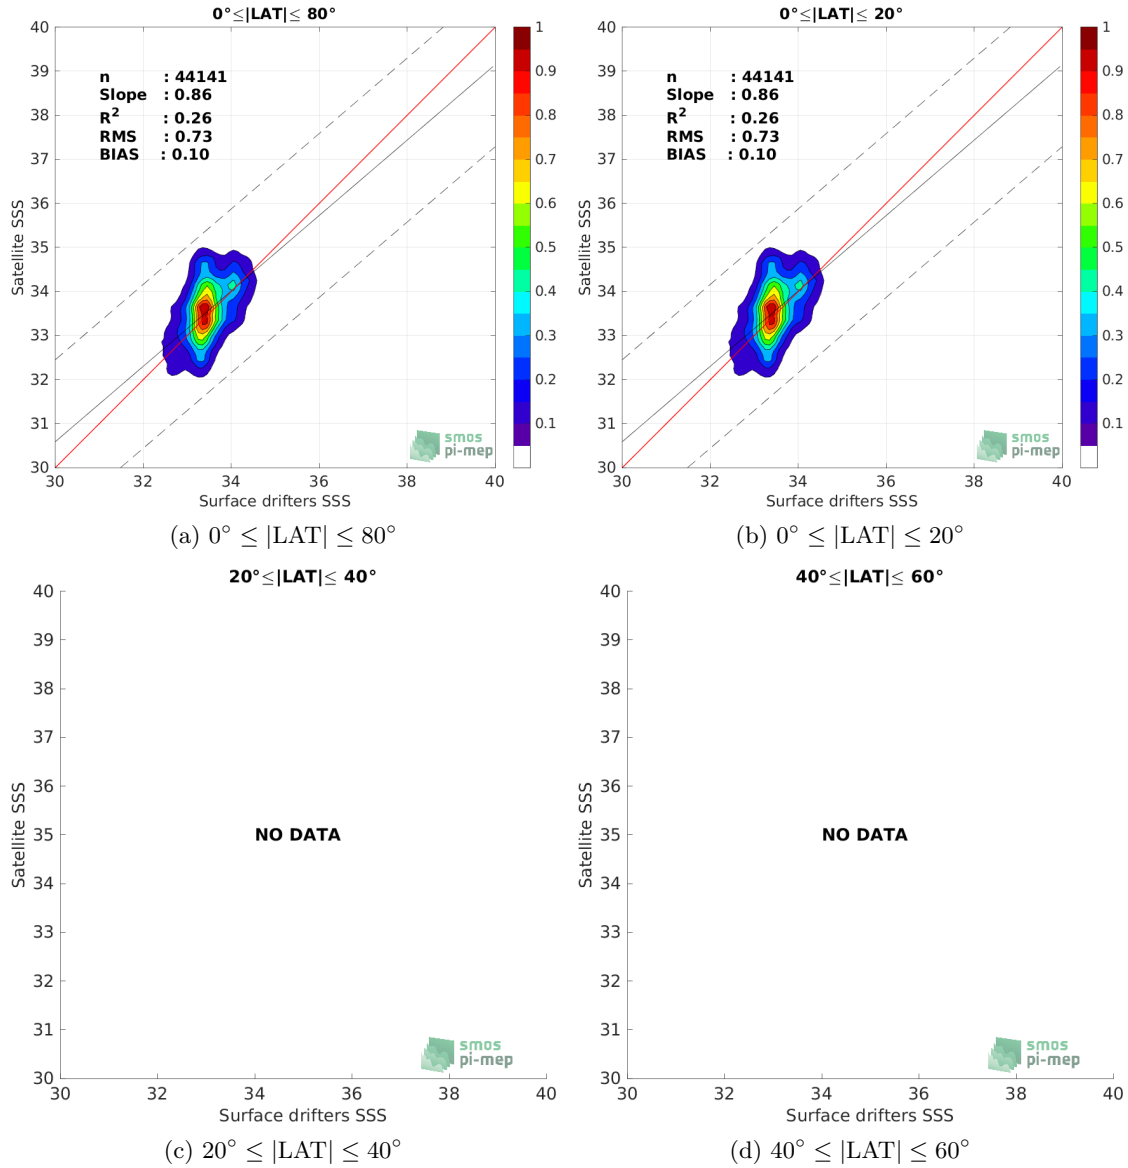 0°≤|LAT|≤ 80°
40
39
38
37
36
35
34
33
32
31
30
Satellite SSS
n : 44141
Slope : 0.86
R² : 0.26
RMS : 0.73
BIAS : 0.10
smos
pi-mep
30 32 34 36 38 40
Surface drifters SSS
1
0.9
0.8
0.7
0.6
0.5
0.4
0.3
0.2
0.1
(a) 0° ≤ |LAT| ≤ 80°
0°≤|LAT|≤ 20°
40
39
38
37
36
35
34
33
32
31
30
Satellite SSS
n : 44141
Slope : 0.86
R² : 0.26
RMS : 0.73
BIAS : 0.10
smos
pi-mep
30 32 34 36 38 40
Surface drifters SSS
1
0.9
0.8
0.7
0.6
0.5
0.4
0.3
0.2
0.1
(b) 0° ≤ |LAT| ≤ 20°
20°≤|LAT|≤ 40°
40
39
38
37
36
35
34
33
32
31
30
Satellite SSS
NO DATA
smos
pi-mep
30 32 34 36 38 40
Surface drifters SSS
(c) 20° ≤ |LAT| ≤ 40°
40°≤|LAT|≤ 60°
40
39
38
37
36
35
34
33
32
31
30
Satellite SSS
NO DATA
smos
pi-mep
30 32 34 36 38 40
Surface drifters SSS
(d) 40° ≤ |LAT| ≤ 60°